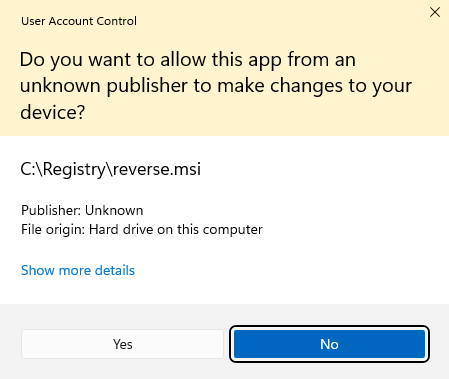 User Account Control
Do you want to allow this app from an
unknown publisher to make changes to your
device?
C:\Registry\reverse.msi
Publisher: Unknown
File origin: Hard drive on this computer
Show more details
Yes
No